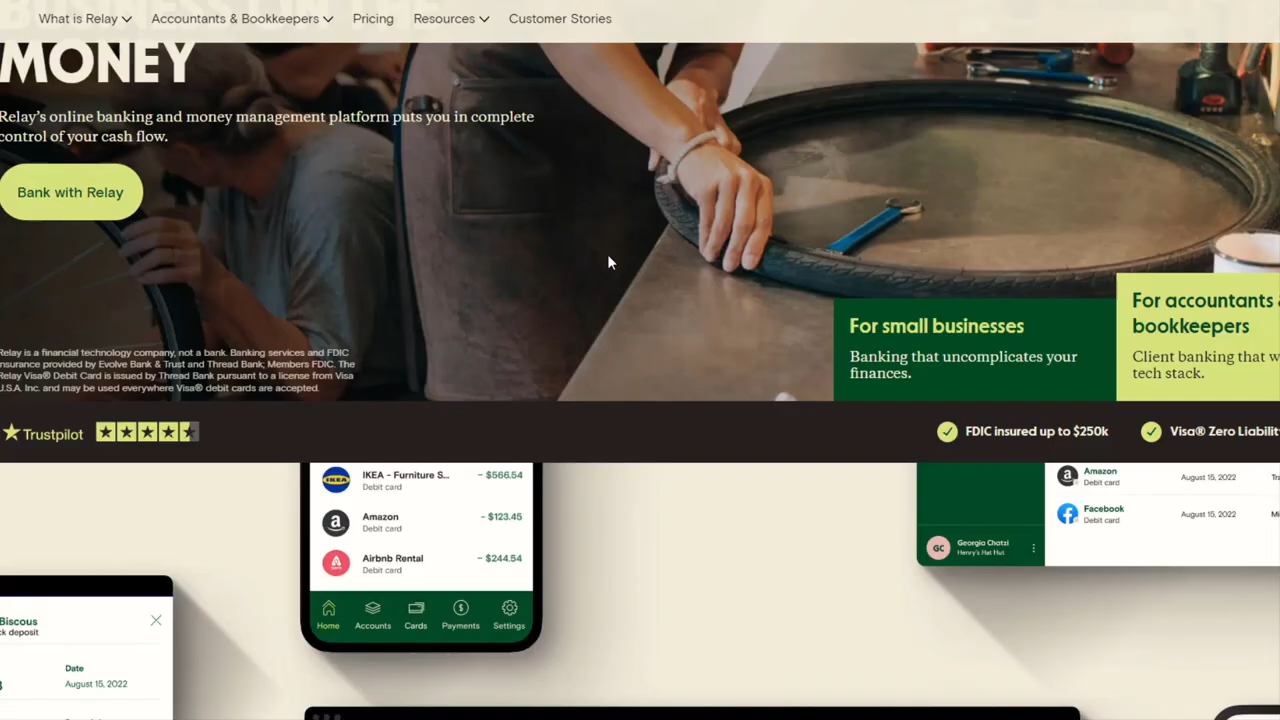 BUSINESS ON THE
What is Relay
Accountants & Bookkeepers
Pricing
Resources
Customer Stories
MONEY
Relay's online banking and money management platform puts you in complete
control of your cash flow.
Bank with Relay
For small businesses
Banking that uncomplicates your
finances.
For accountants
bookkeepers
Client banking that
tech stack.
Relay is a financial technology company, not a bank. Banking services and FDIC
insurance provided by Evolve Bank & Trust and Thread Bank; Members FDIC. The
Relay Visa® Debit Card is issued by Thread Bank pursuant to a license from Visa
U.S.A. Inc. and may be used everywhere Visa® debit cards are accepted.
Trustpilot
FDIC insured up to $250k
Visa® Zero
IKEA - Furniture S...
- $566.54
Debit card
Amazon
- $123.45
Debit card
Airbnb Rental
- $244.54
Debit card
Home
Accounts
Cards
Payments
Settings
Amazon
Debit card
August 15, 2022
Facebook
Debit card
August 15, 2022
GC
Georgia Chatzi
Henry's Hat Hut
Biscous
deposit
Date
August 15, 2022